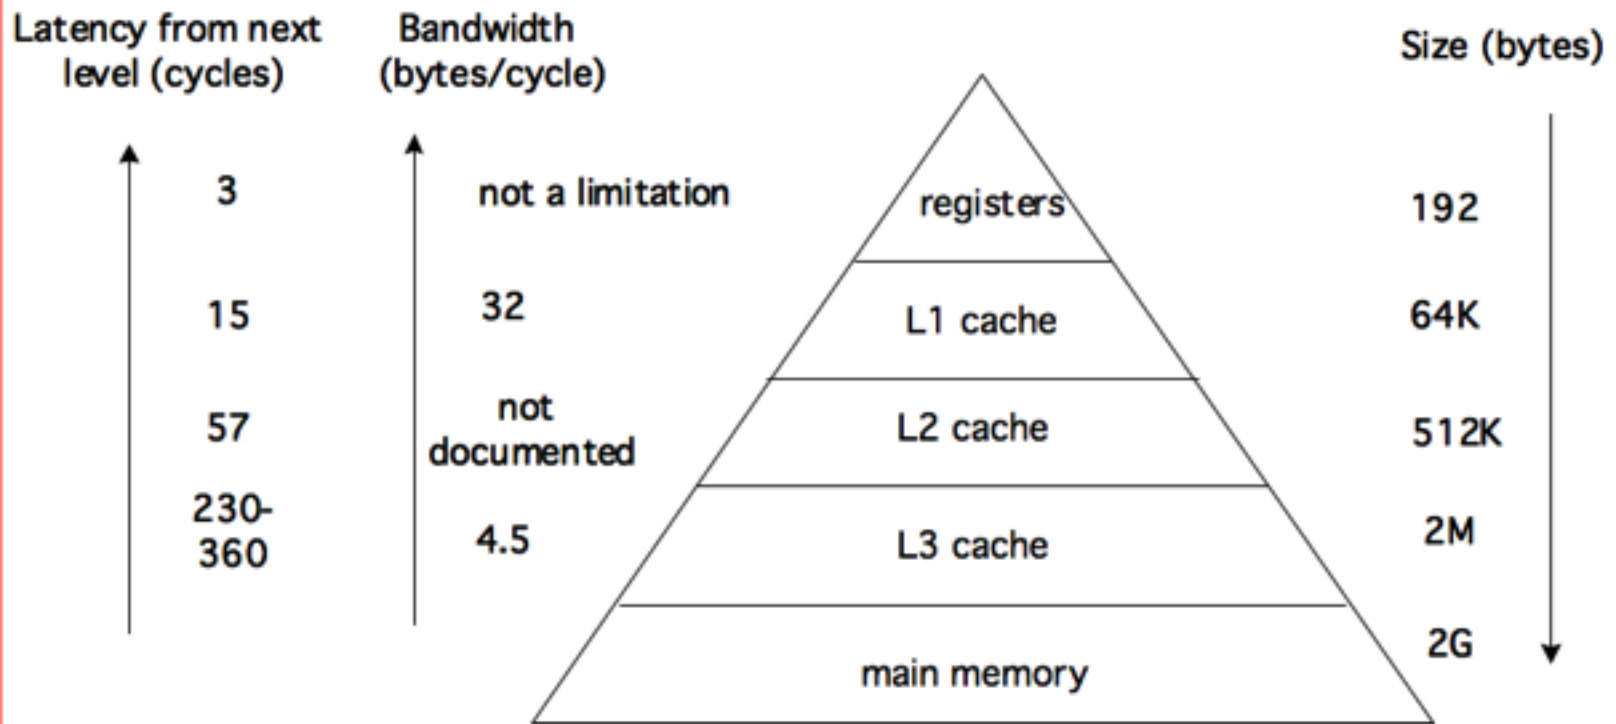 Latency from next
level (cycles)
Bandwidth
(bytes/cycle)
Size (bytes)
3
not a limitation
registers
192
15
32
L1 cache
64K
57
not
documented
L2 cache
512K
230-
360
4.5
L3 cache
2M
main memory
2G